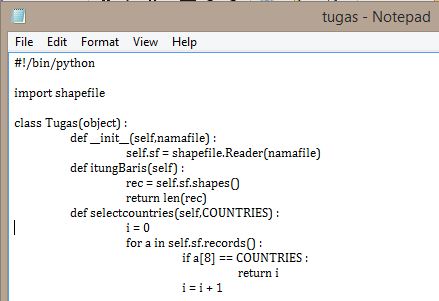 tugas - Notepad
File Edit Format View Help
#!/bin/python
import shapefile
class Tugas(object) :
def __init__(self,namafile) :
self.sf = shapefile.Reader(namafile)
def itungBaris(self) :
rec = self.sf.shapes()
return len(rec)
def selectcountries(self,COUNTRIES) :
i = 0
for a in self.sf.records() :
if a[8] == COUNTRIES :
return i
i = i + 1